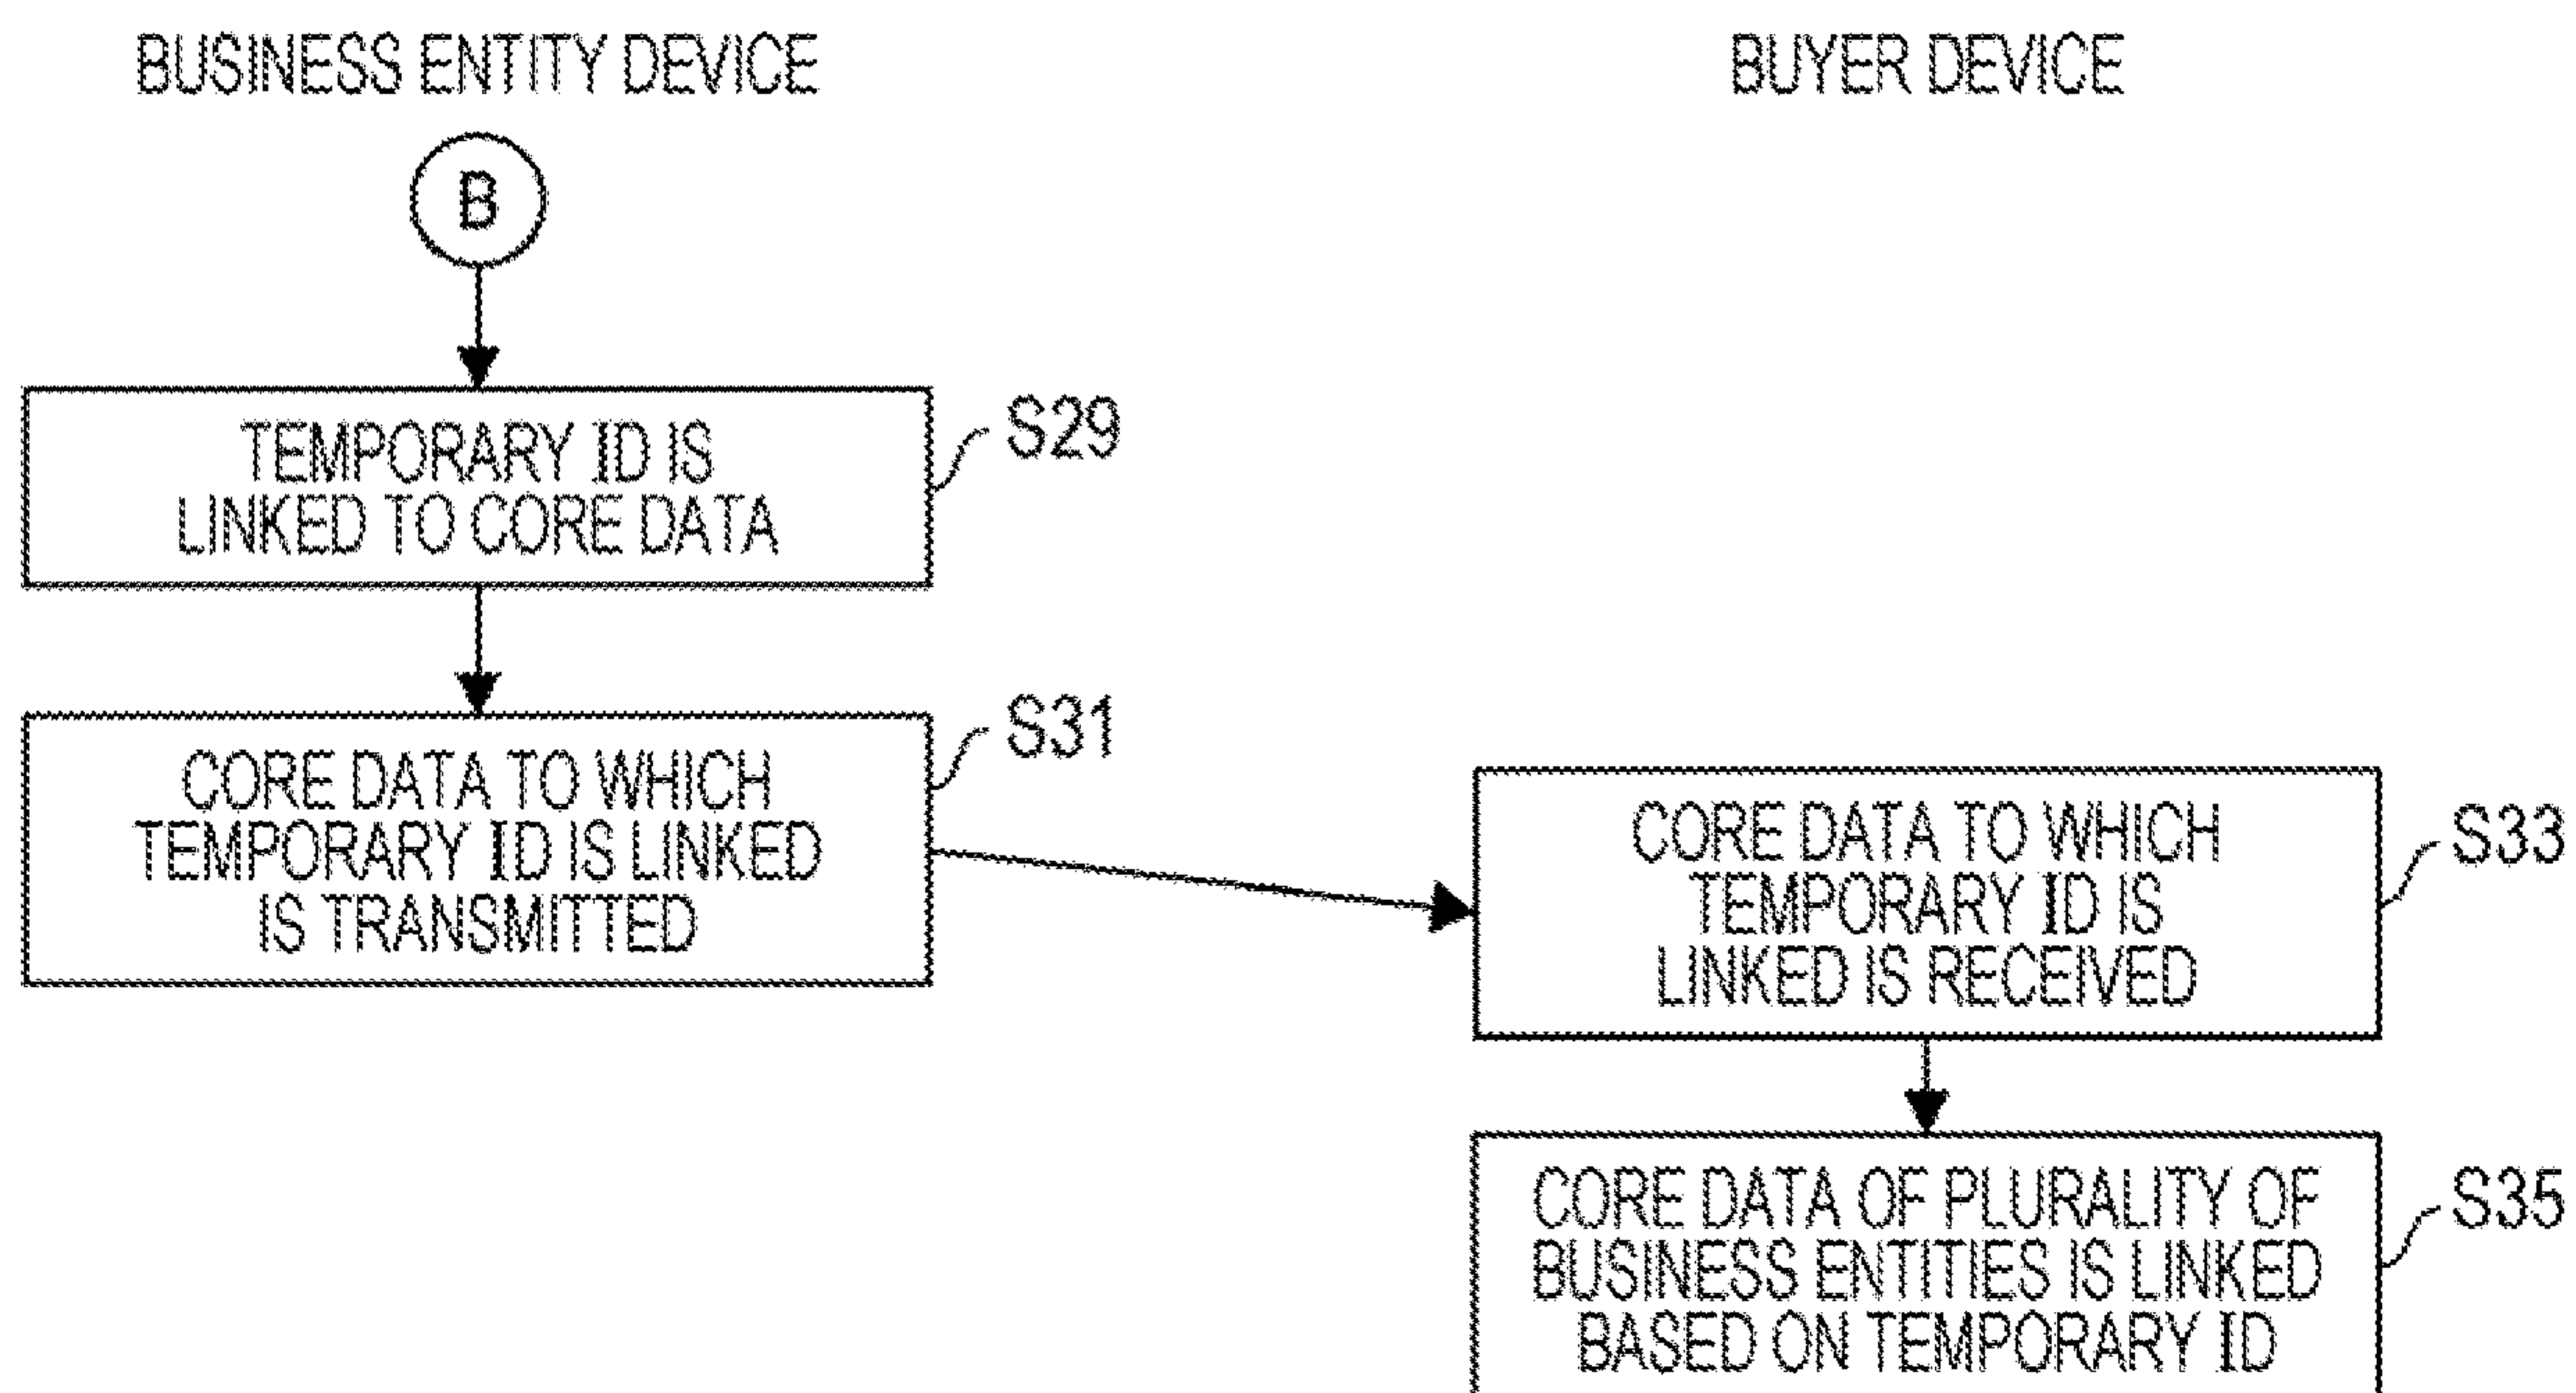 BUSINESS ENTITY DEVICE
BUYER DEVICE
B
TEMPORARY ID IS
LINKED TO CORE DATA
S29
CORE DATA TO WHICH
TEMPORARY ID IS LINKED
IS TRANSMITTED
S31
CORE DATA TO WHICH
TEMPORARY ID IS
LINKED IS RECEIVED
S33
CORE DATA OF PLURALITY OF
BUSINESS ENTITIES IS LINKED
BASED ON TEMPORARY ID
S35